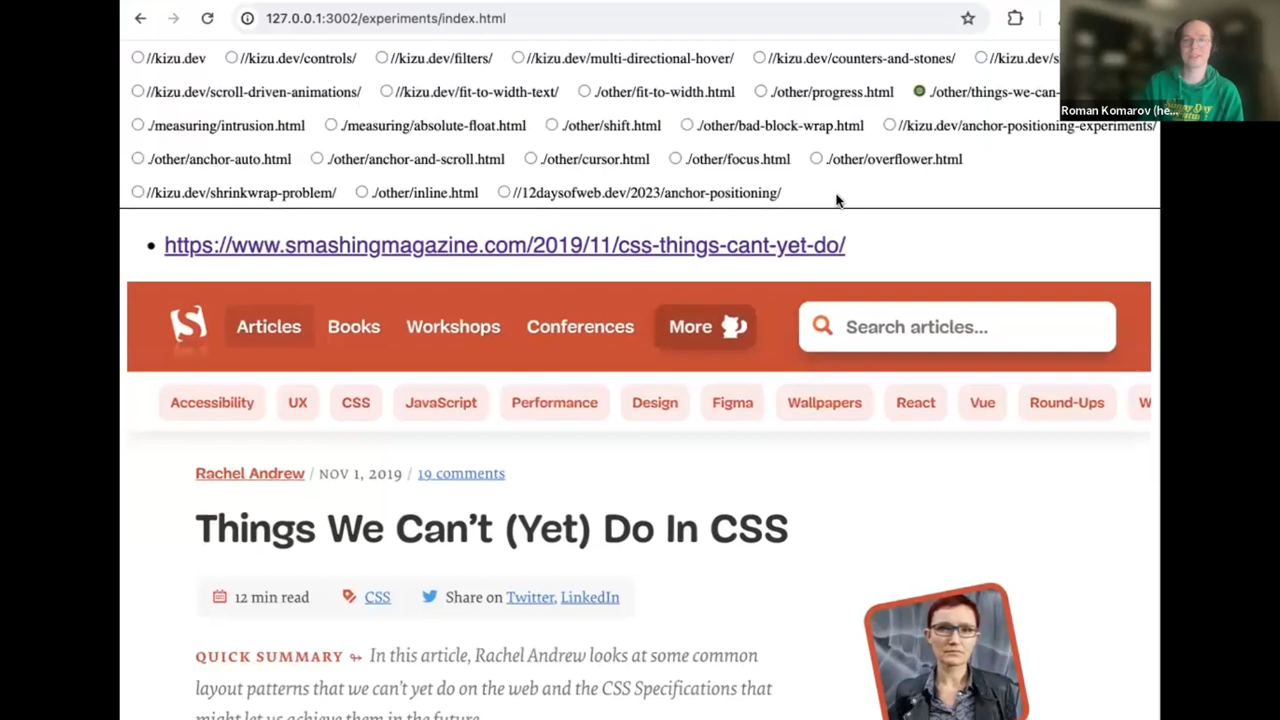 127.0.0.1:3002/experiments/index.html
//kizu.dev //kizu.dev/controls/ //kizu.dev/filters/ //kizu.dev/multi-directional-hover/ //kizu.dev/counters-and-stones/ //kizu.dev/s
//kizu.dev/scroll-driven-animations/ //kizu.dev/fit-to-width-text/ ./other/fit-to-width.html ./other/progress.html ./other/things-we-can-
Roman Komarov (he...
./measuring/intrusion.html ./measuring/absolute-float.html ./other/shift.html ./other/bad-block-wrap.html //kizu.dev/anchor-positioning-experiments/
./other/anchor-auto.html ./other/anchor-and-scroll.html ./other/cursor.html ./other/focus.html ./other/overflower.html
//kizu.dev/shrinkwrap-problem/ ./other/inline.html //12daysofweb.dev/2023/anchor-positioning/
• https://www.smashingmagazine.com/2019/11/css-things-cant-yet-do/
Articles Books Workshops Conferences More Search articles...
Accessibility UX CSS JavaScript Performance Design Figma Wallpapers React Vue Round-Ups W
Rachel Andrew / NOV 1, 2019 / 19 comments
Things We Can't (Yet) Do In CSS
12 min read CSS Share on Twitter, LinkedIn
QUICK SUMMARY ↬ In this article, Rachel Andrew looks at some common
layout patterns that we can't yet do on the web and the CSS Specifications that
might let us achieve them in the future.